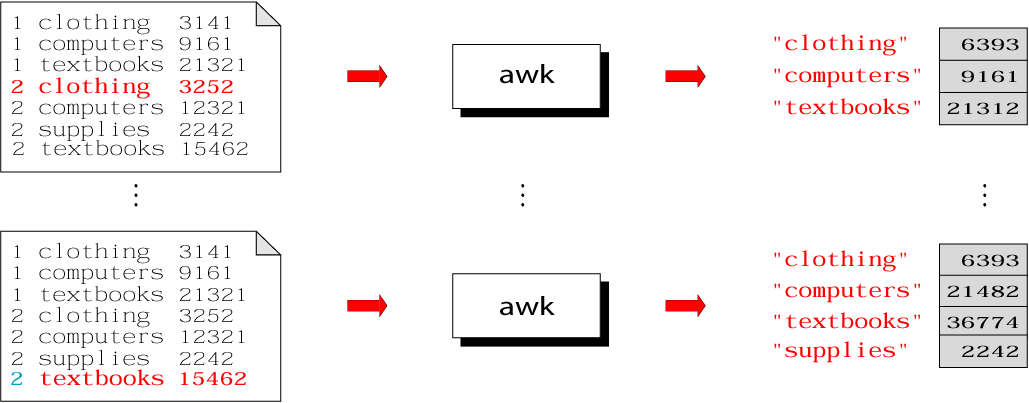 1 clothing 3141
1 computers 9161
1 textbooks 21321
2 clothing 3252
2 computers 12321
2 supplies 2242
2 textbooks 15462
awk
"clothing" 6393
"computers" 9161
"textbooks" 21312
1 clothing 3141
1 computers 9161
1 textbooks 21321
2 clothing 3252
2 computers 12321
2 supplies 2242
2 textbooks 15462
awk
"clothing" 6393
"computers" 21482
"textbooks" 36774
"supplies" 2242